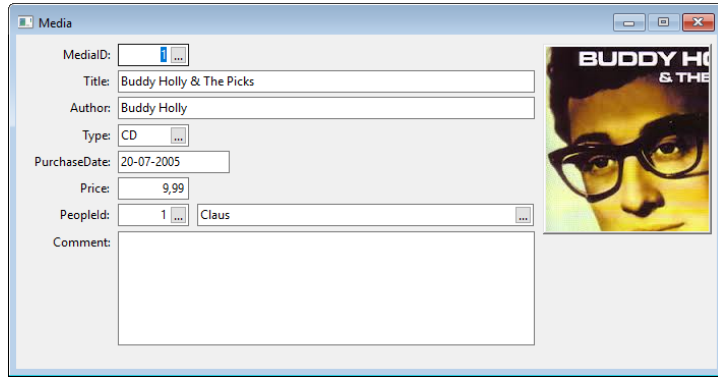 Media
MediaID: 1 ...
Title: Buddy Holly & The Picks
Author: Buddy Holly
Type: CD ...
PurchaseDate: 20-07-2005
Price: 9,99
PeopleId: 1 ... Claus ...
Comment:
BUDDY HO
& THE